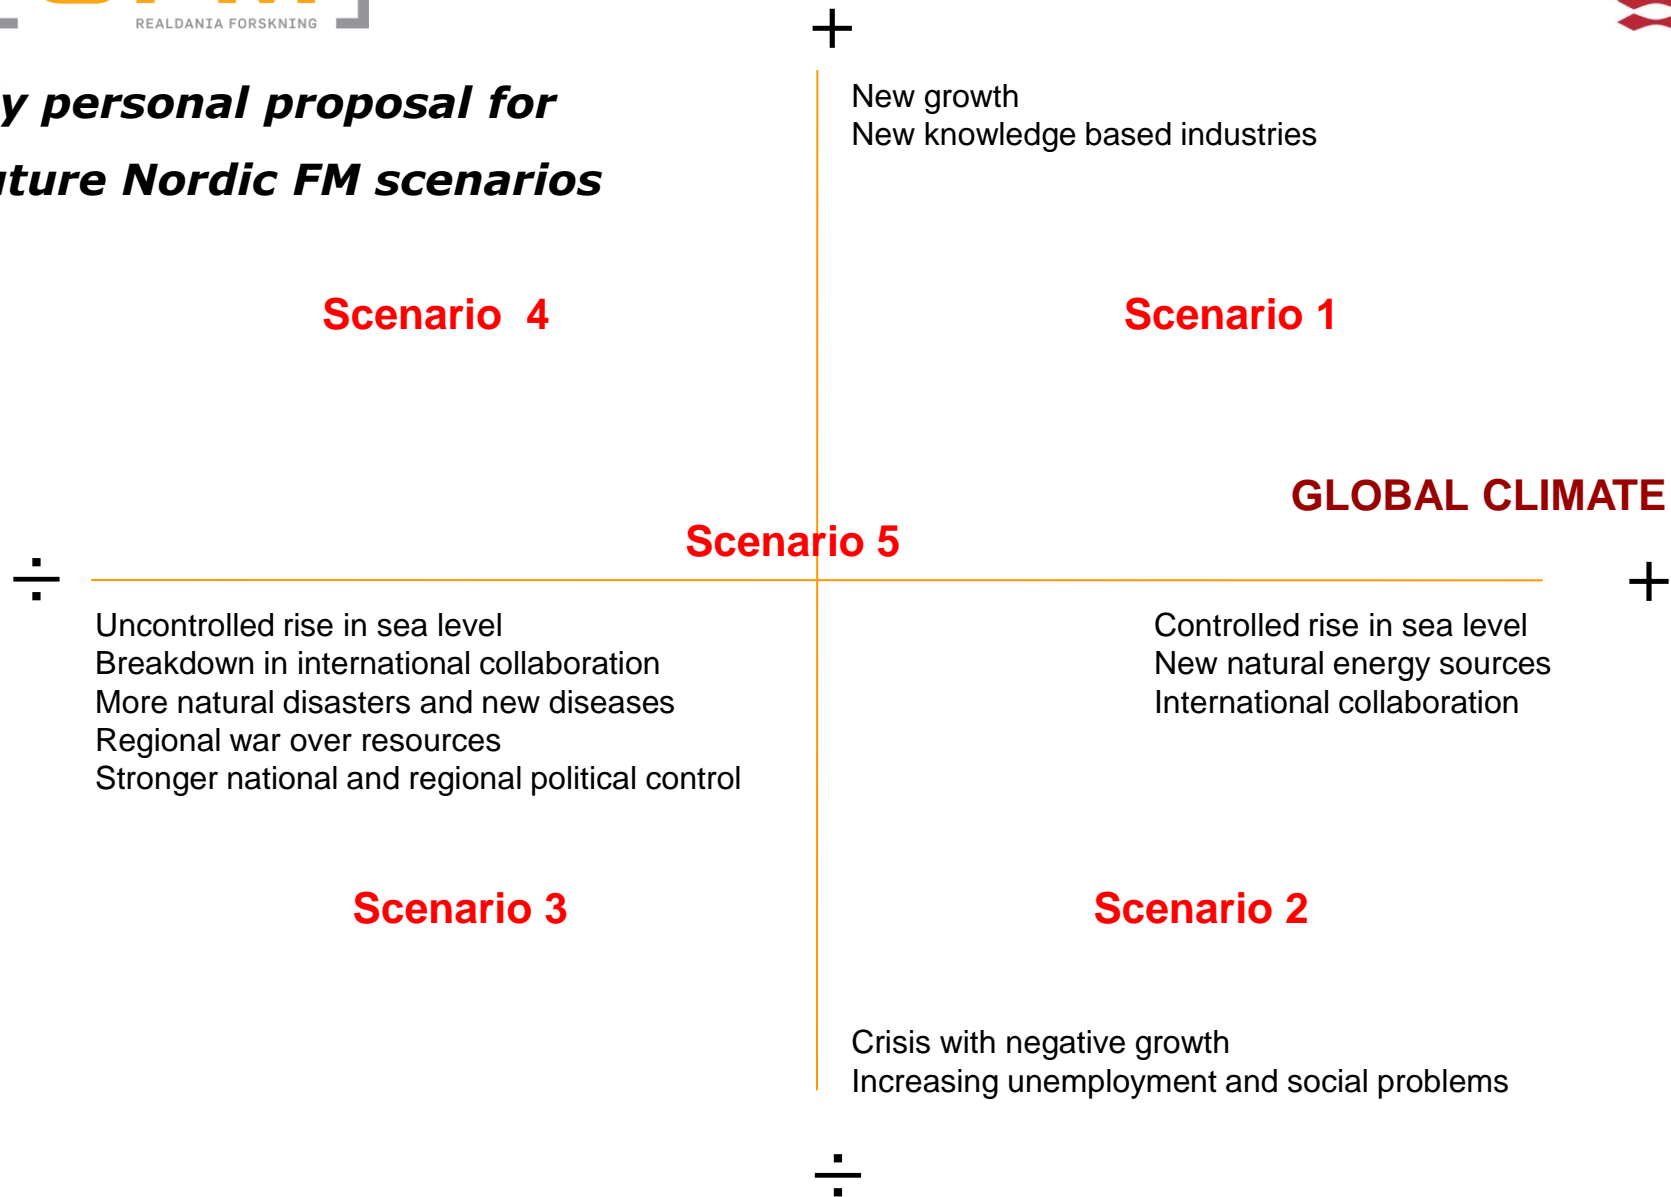 REALDANIA FORSKNING
+
y personal proposal for
uture Nordic FM scenarios
New growth
New knowledge based industries
Scenario 4
Scenario 1
GLOBAL CLIMATE
Scenario 5
÷
+
Uncontrolled rise in sea level
Breakdown in international collaboration
More natural disasters and new diseases
Regional war over resources
Stronger national and regional political control
Controlled rise in sea level
New natural energy sources
International collaboration
Scenario 3
Scenario 2
Crisis with negative growth
Increasing unemployment and social problems
÷